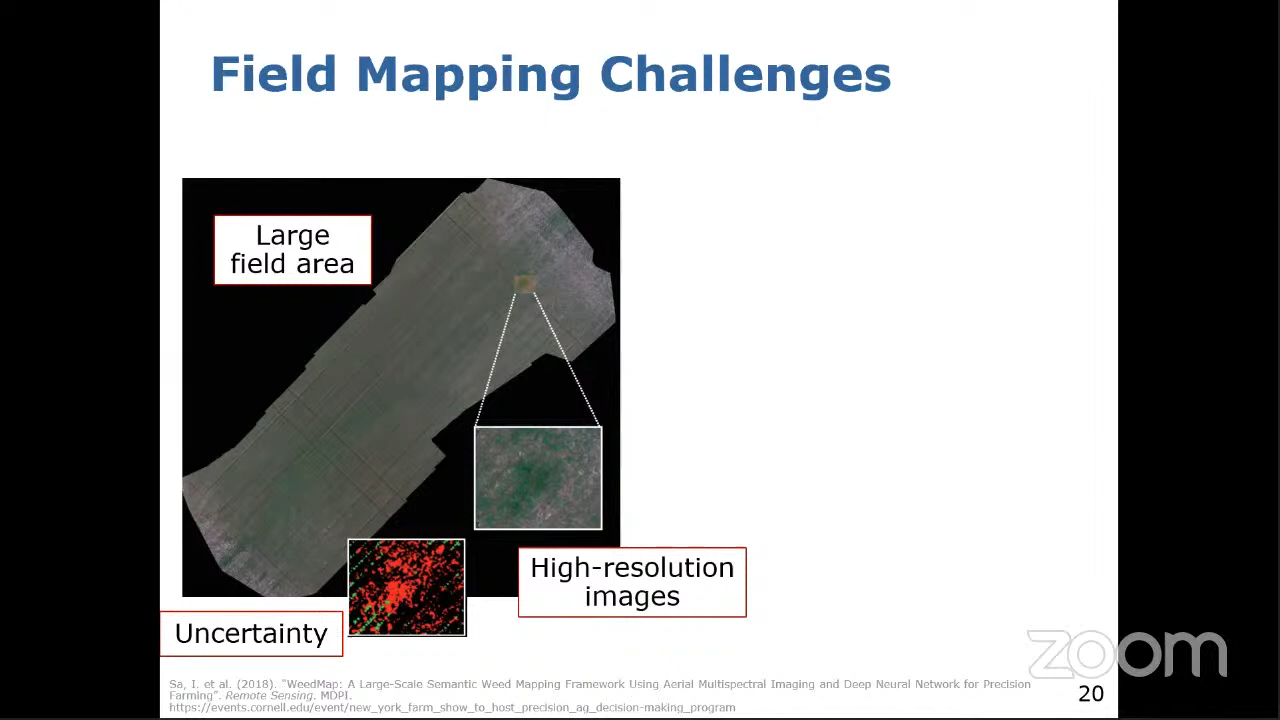 Field Mapping Challenges
Large
field area
High-resolution
images
Uncertainty
Sa, I. et al. (2018). "WeedMap: A Large-Scale Semantic Weed Mapping Framework Using Aerial Multispectral Imaging and Deep Neural Network for Precision
Farming". Remote Sensing. MDPI.
https://events.cornell.edu/event/new_york_farm_show_to_host_precision_ag_decision-making_program
zoom
20